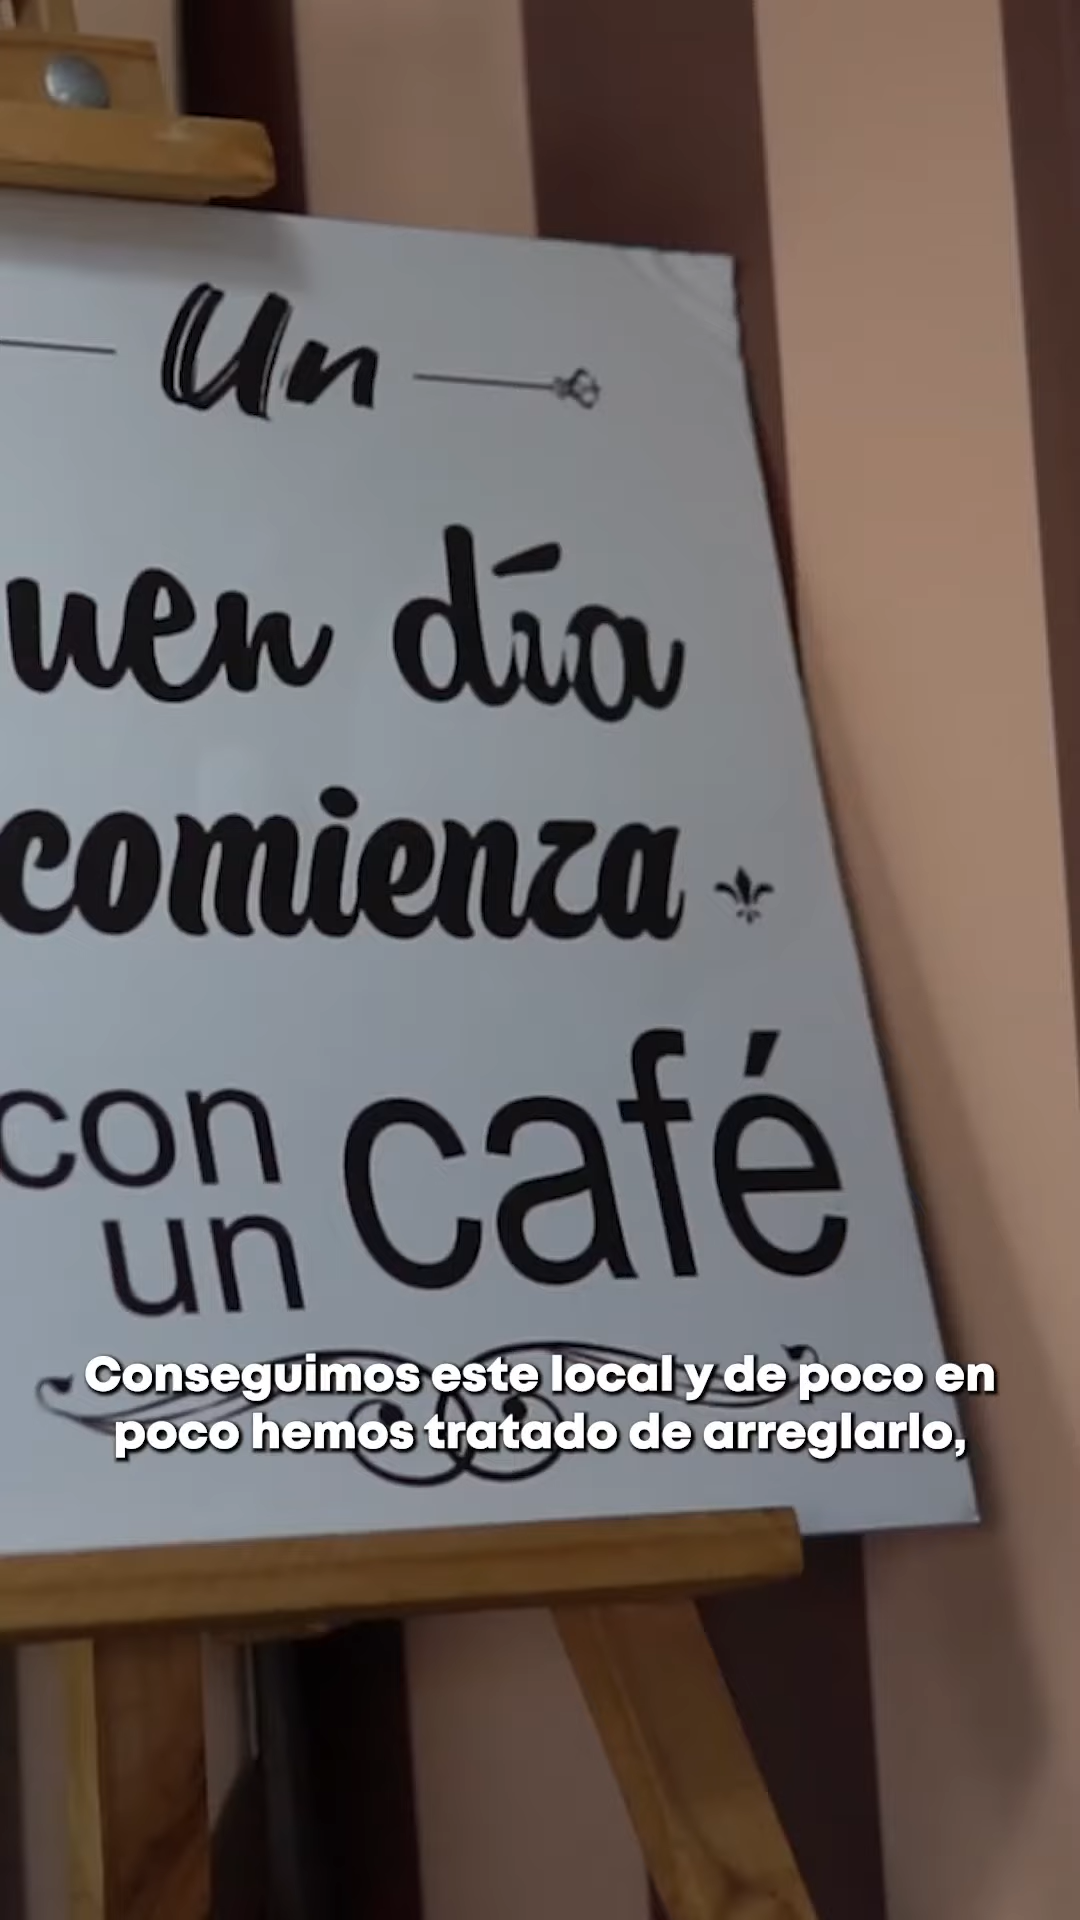 Un
uen día
comienza
con
un café
Conseguimos este local y de poco en
poco hemos tratado de arreglarlo,